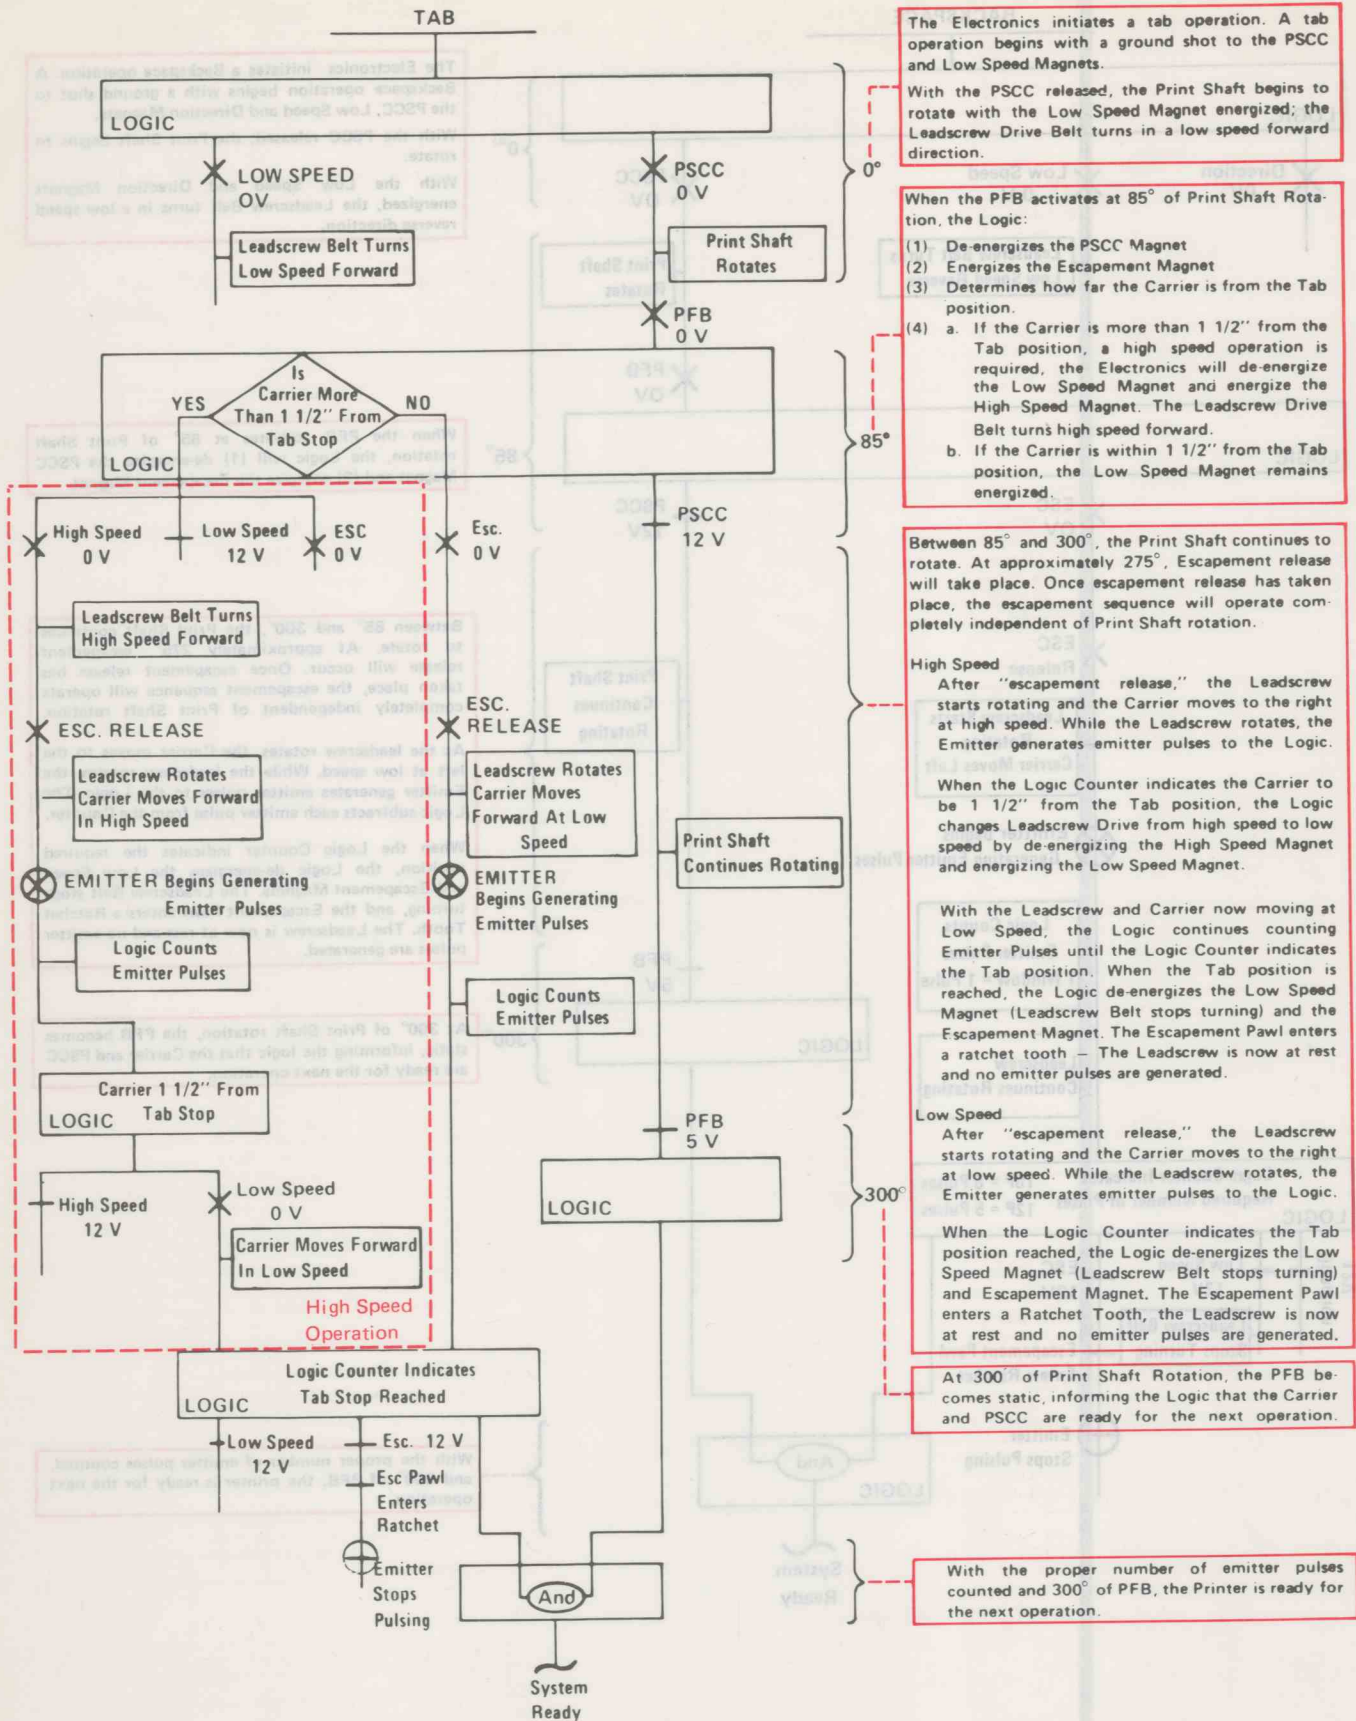 TAB
LOGIC
LOW SPEED
OV
PSCC
0 V
0°
Leadscrew Belt Turns
Low Speed Forward
Print Shaft
Rotates
PFB
0 V
Is
Carrier More
Than 1 1/2" From
Tab Stop
YES
NO
LOGIC
85°
High Speed
0 V
Low Speed
12 V
ESC
0 V
Esc.
0 V
PSCC
12 V
Leadscrew Belt Turns
High Speed Forward
ESC. RELEASE
ESC.
RELEASE
Leadscrew Rotates
Carrier Moves Forward
In High Speed
Leadscrew Rotates
Carrier Moves
Forward At Low
Speed
Print Shaft
Continues Rotating
EMITTER Begins Generating
Emitter Pulses
EMITTER
Begins Generating
Emitter Pulses
Logic Counts
Emitter Pulses
Logic Counts
Emitter Pulses
Carrier 1 1/2" From
Tab Stop
LOGIC
PFB
5 V
LOGIC
300°
High Speed
12 V
Low Speed
0 V
Carrier Moves Forward
In Low Speed
High Speed
Operation
Logic Counter Indicates
Tab Stop Reached
LOGIC
Low Speed
12 V
Esc. 12 V
Esc Pawl
Enters
Ratchet
Emitter
Stops
Pulsing
And
System
Ready
The Electronics initiates a tab operation. A tab
operation begins with a ground shot to the PSCC
and Low Speed Magnets.
With the PSCC released, the Print Shaft begins to
rotate with the Low Speed Magnet energized; the
Leadscrew Drive Belt turns in a low speed forward
direction.
When the PFB activates at 85° of Print Shaft Rota-
tion, the Logic:
(1) De-energizes the PSCC Magnet
(2) Energizes the Escapement Magnet
(3) Determines how far the Carrier is from the Tab
position.
(4) a. If the Carrier is more than 1 1/2" from the
Tab position, a high speed operation is
required, the Electronics will de-energize
the Low Speed Magnet and energize the
High Speed Magnet. The Leadscrew Drive
Belt turns high speed forward.
b. If the Carrier is within 1 1/2" from the Tab
position, the Low Speed Magnet remains
energized.
Between 85° and 300°, the Print Shaft continues to
rotate. At approximately 275°, Escapement release
will take place. Once escapement release has taken
place, the escapement sequence will operate com-
pletely independent of Print Shaft rotation.
High Speed
After "escapement release," the Leadscrew
starts rotating and the Carrier moves to the right
at high speed. While the Leadscrew rotates, the
Emitter generates emitter pulses to the Logic.
When the Logic Counter indicates the Carrier to
be 1 1/2" from the Tab position, the Logic
changes Leadscrew Drive from high speed to low
speed by de-energizing the High Speed Magnet
and energizing the Low Speed Magnet.
With the Leadscrew and Carrier now moving at
Low Speed, the Logic continues counting
Emitter Pulses until the Logic Counter indicates
the Tab position. When the Tab position is
reached, the Logic de-energizes the Low Speed
Magnet (Leadscrew Belt stops turning) and the
Escapement Magnet. The Escapement Pawl enters
a ratchet tooth — The Leadscrew is now at rest
and no emitter pulses are generated.
Low Speed
After "escapement release," the Leadscrew
starts rotating and the Carrier moves to the right
at low speed. While the Leadscrew rotates, the
Emitter generates emitter pulses to the Logic.
When the Logic Counter indicates the Tab
position reached, the Logic de-energizes the Low
Speed Magnet (Leadscrew Belt stops turning)
and Escapement Magnet. The Escapement Pawl
enters a Ratchet Tooth, the Leadscrew is now
at rest and no emitter pulses are generated.
At 300° of Print Shaft Rotation, the PFB be-
comes static, informing the Logic that the Carrier
and PSCC are ready for the next operation.
With the proper number of emitter pulses
counted and 300° of PFB, the Printer is ready for
the next operation.